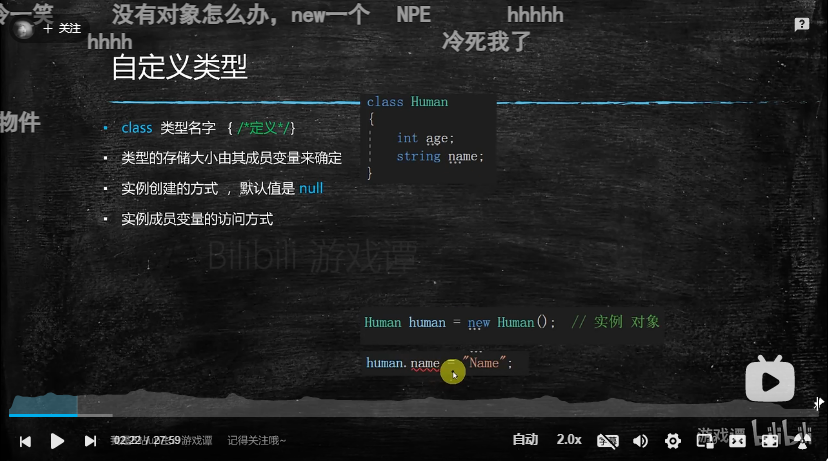 冷一笑
没有对象怎么办，new一个
NPE
hhhhh
+ 关注
hhhh
冷死我了
自定义类型
物件
class 类型名字 { /*定义*/}
类型的存储大小由其成员变量来确定
实例创建的方式 ，默认值是 null
实例成员变量的访问方式
class Human
{
int age;
string name;
}
Bilibili 游戏谭
Human human = new Human(); // 实例 对象
human.name = "Name";
02:22 / 27:59
游戏谭
记得关注哦~
自动
2.0x
游戏谭
bilibili